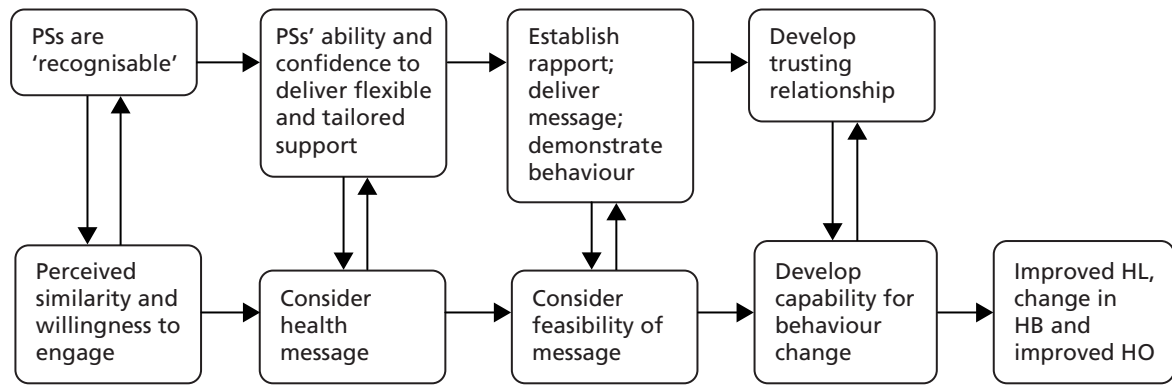 PSs are
‘recognisable’
PSs’ ability and
confidence to
deliver flexible
and tailored
support
Establish
rapport;
deliver
message;
demonstrate
behaviour
Develop
trusting
relationship
Perceived
similarity and
willingness to
engage
Consider
health
message
Consider
feasibility of
message
Develop
capability for
behaviour
change
Improved HL,
change in
HB and
improved HO